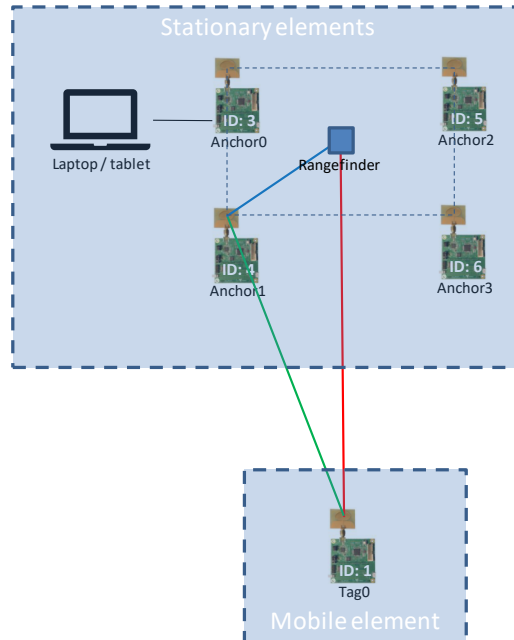 Stationary elements
ID: 3
Anchor0
ID: 5
Anchor2
Laptop / tablet
Rangefinder
ID: 4
Anchor1
ID: 6
Anchor3
ID: 1
Tag0
Mobile element